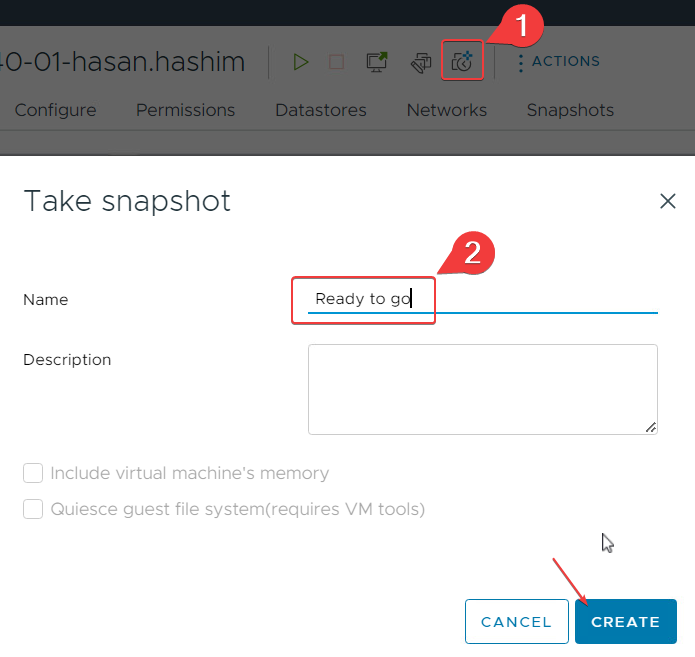 1
40-01-hasan.hashim
ACTIONS
Configure Permissions Datastores Networks Snapshots
Take snapshot
2
Name Ready to go
Description
Include virtual machine's memory
Quiesce guest file system(requires VM tools)
CANCEL CREATE